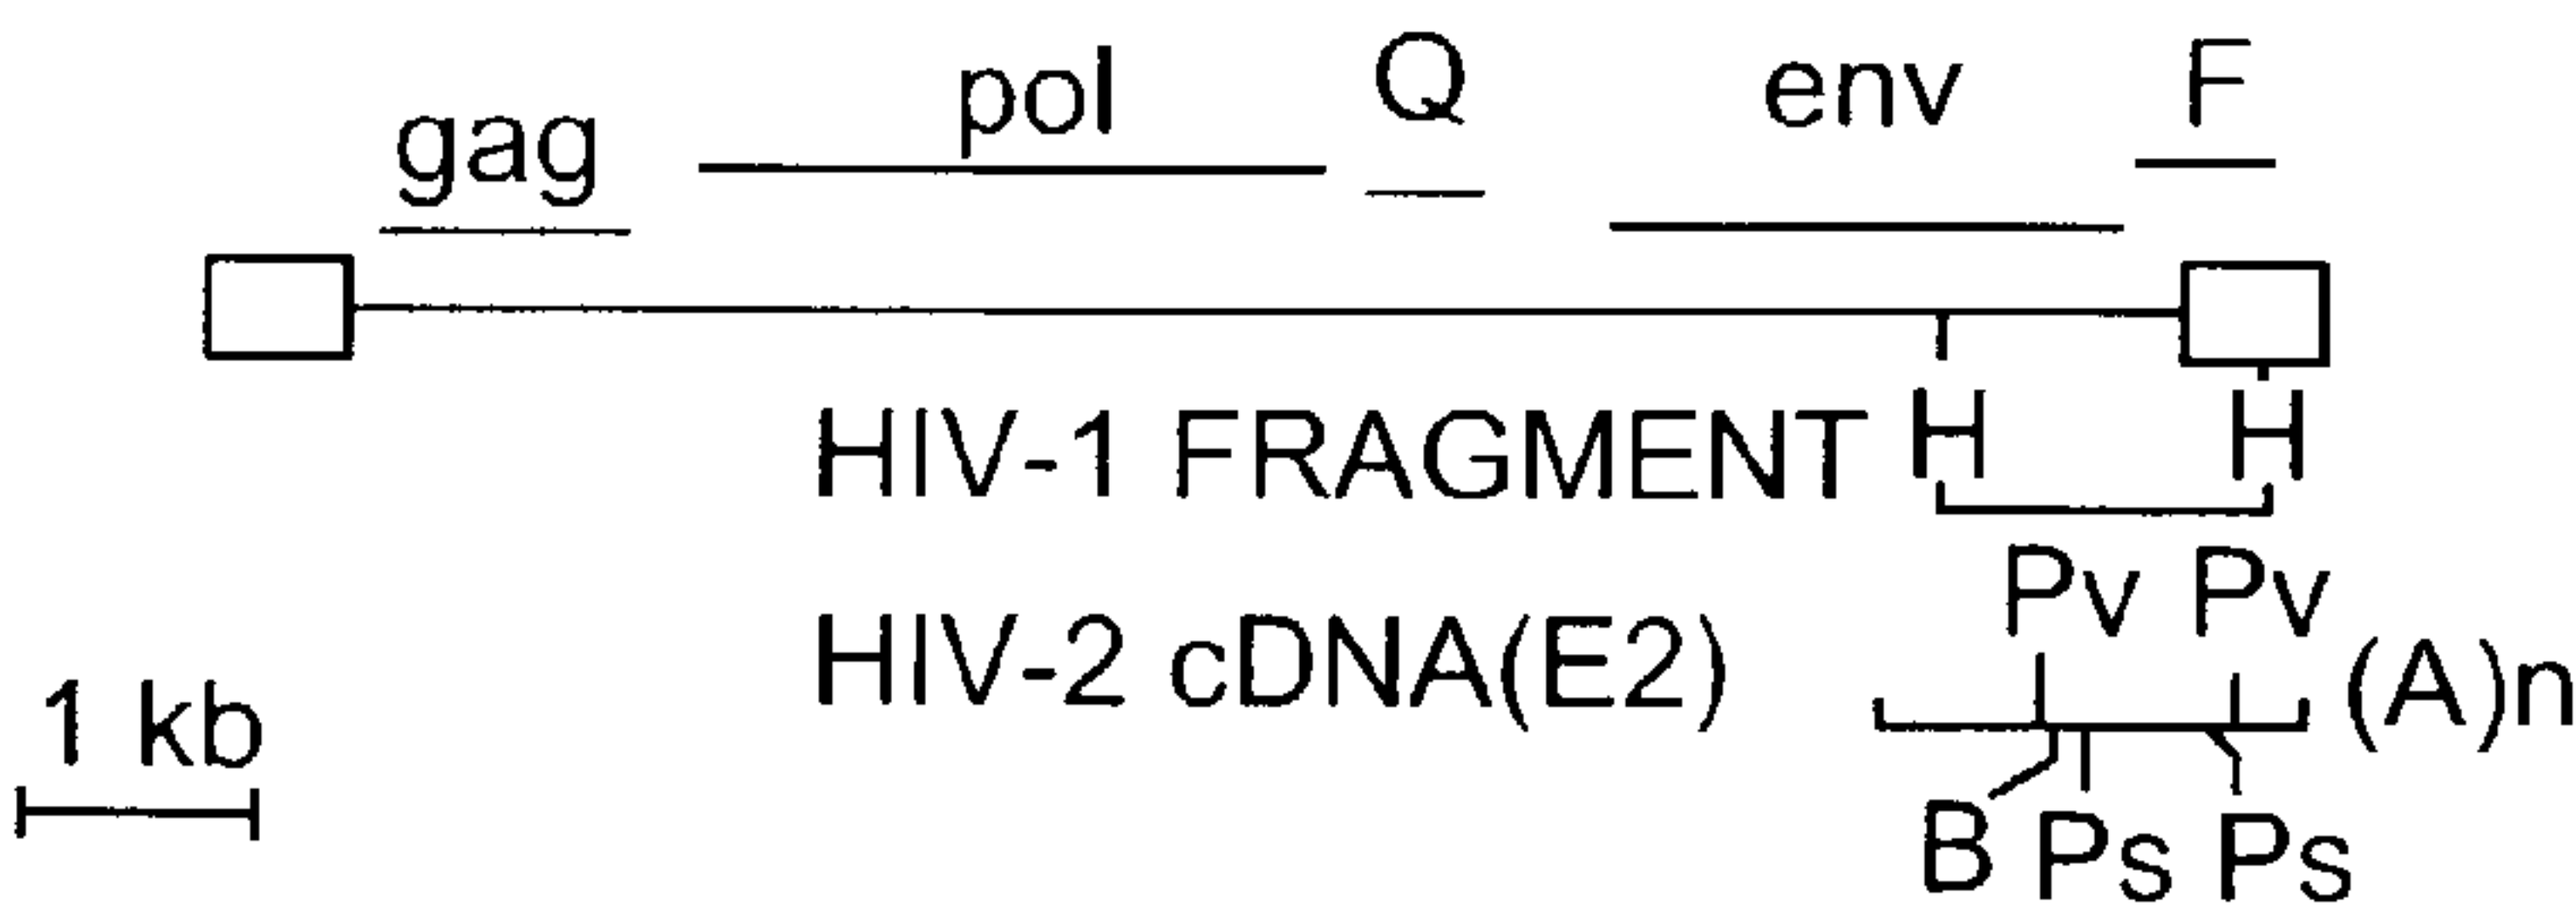 gag pol Q env F
HIV-1 FRAGMENT H H
Pv Pv
HIV-2 cDNA(E2) (A)n
1 kb
B Ps Ps